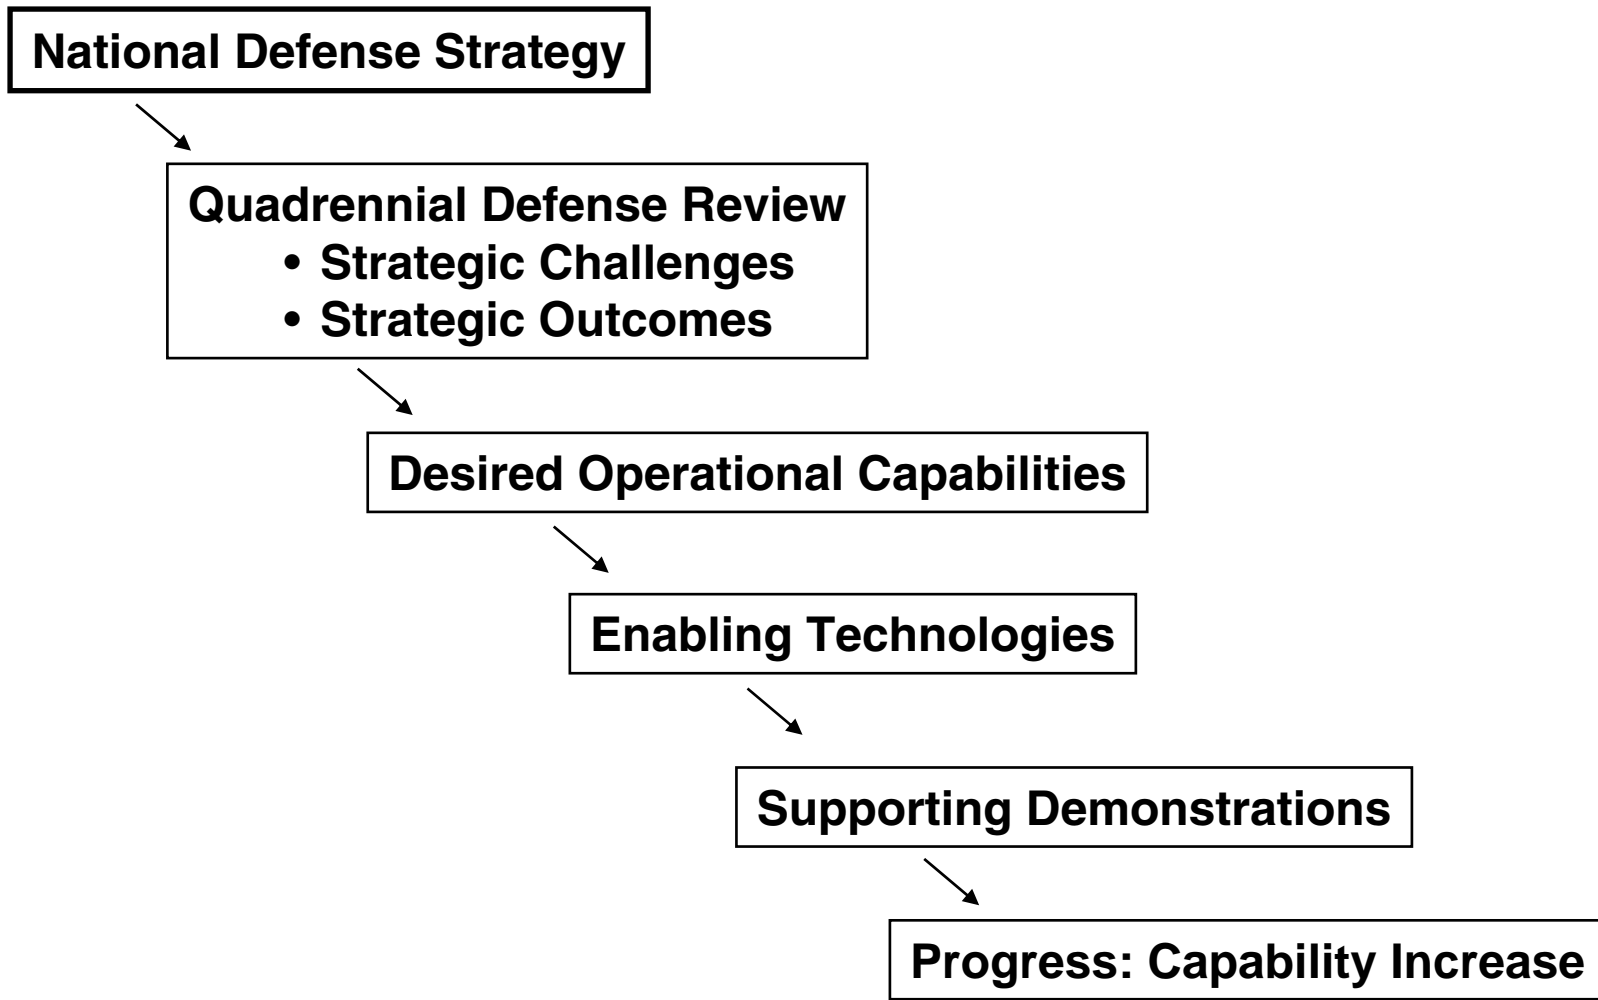 National Defense Strategy
Quadrennial Defense Review
• Strategic Challenges
• Strategic Outcomes
Desired Operational Capabilities
Enabling Technologies
Supporting Demonstrations
Progress: Capability Increase